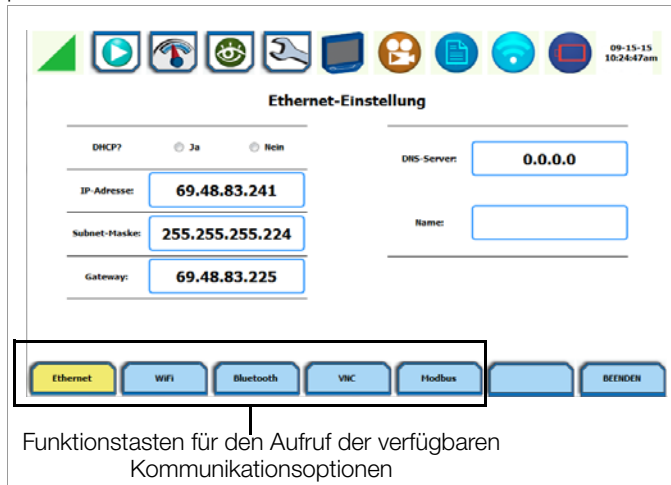 09-15-15
10:24:47am
Ethernet-Einstellung
DHCP? Ja Nein
IP-Adresse: 69.48.83.241
Subnet-Maske: 255.255.255.224
Gateway: 69.48.83.225
DNS-Server: 0.0.0.0
Name:
Ethernet WiFi Bluetooth VNC Modbus BEENDEN
Funktionstasten für den Aufruf der verfügbaren
Kommunikationsoptionen